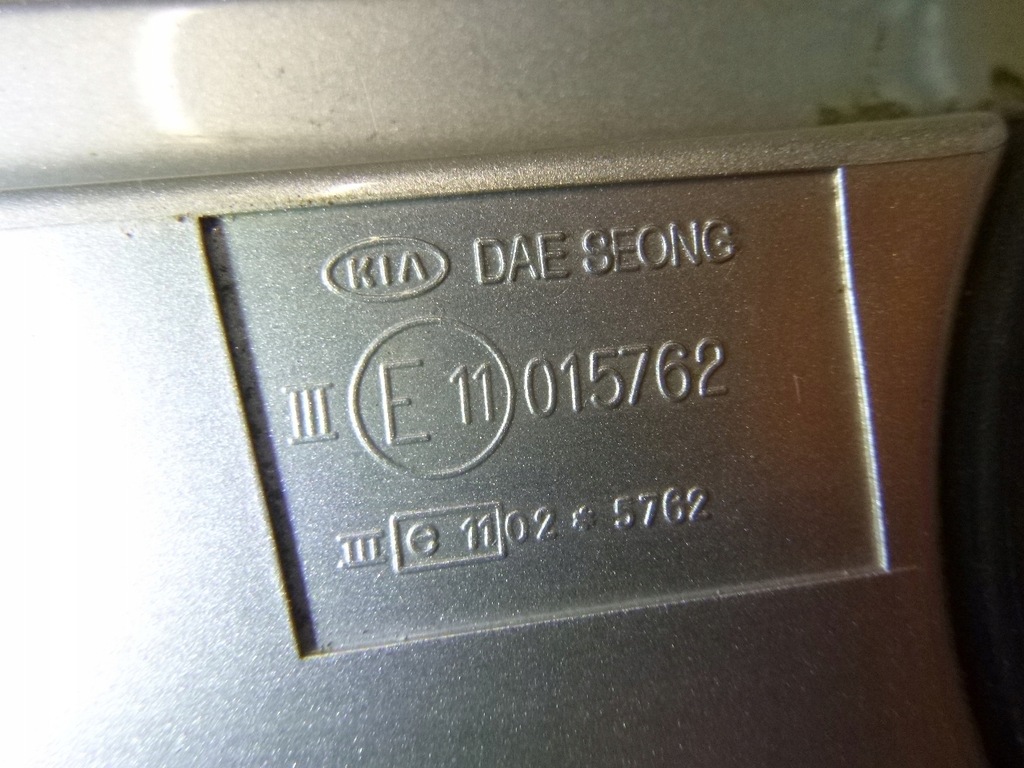 KIA DAE SEONG
III E 11 015762
III e 11 02 * 5762